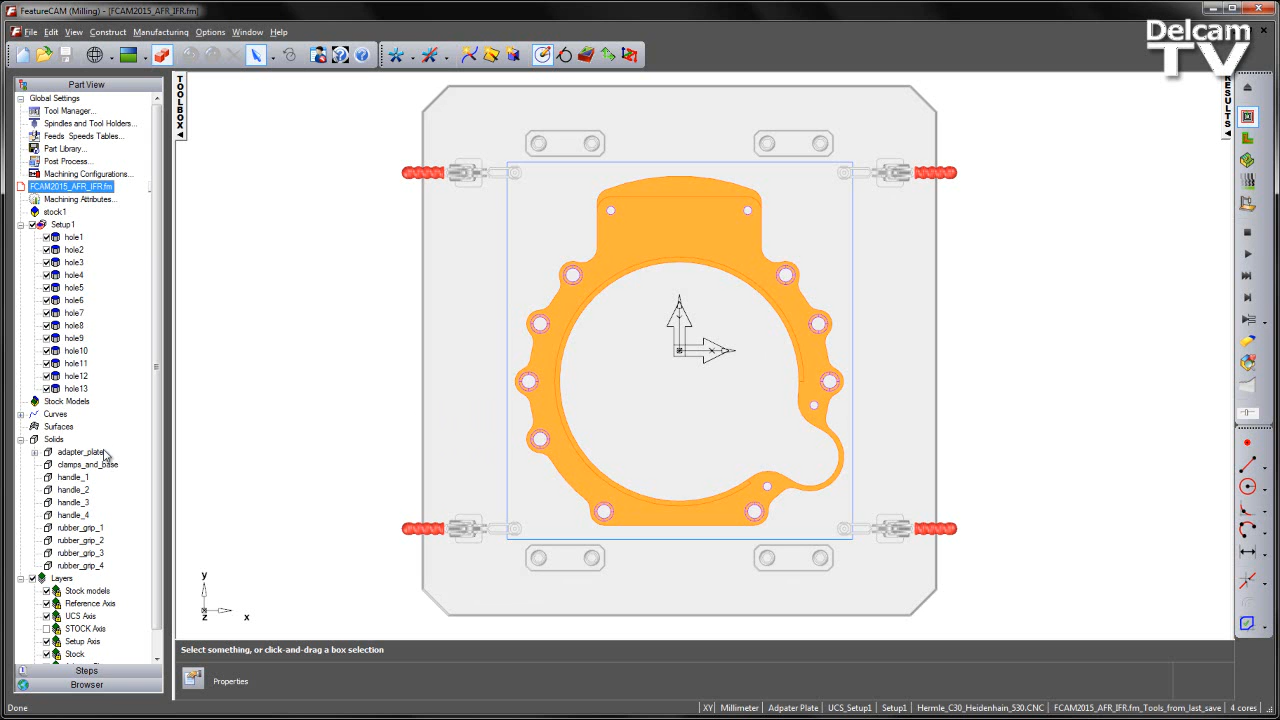 FeatureCAM (Milling) - [FCAM2015_AFR_IFR.fm]
File Edit View Construct Manufacturing Options Window Help
Delcam
TV
Part View
TOOLBOX
RESULTS
Global Settings
Tool Manager...
Spindles and Tool Holders...
Feeds Speeds Tables...
Part Library...
Post Process...
Machining Configurations...
FCAM2015_AFR_IFR.fm
Machining Attributes...
stock1
Setup1
hole1
hole2
hole3
hole4
hole5
hole6
hole7
hole8
hole9
hole10
hole11
hole12
hole13
Stock Models
Curves
Surfaces
Solids
adapter_plate
clamps_and_base
handle_1
handle_2
handle_3
handle_4
rubber_grip_1
rubber_grip_2
rubber_grip_3
rubber_grip_4
Layers
Stock models
Reference Axis
UCS Axis
STOCK Axis
Setup Axis
Stock
Steps
Browser
y
z x
Select something, or click-and-drag a box selection
Properties
Done XY Millimeter Adpater Plate UCS_Setup1 Setup1 Hermle_C30_Heidenhain_530.CNC FCAM2015_AFR_IFR.fm_Tools_from_last_save 4 cores